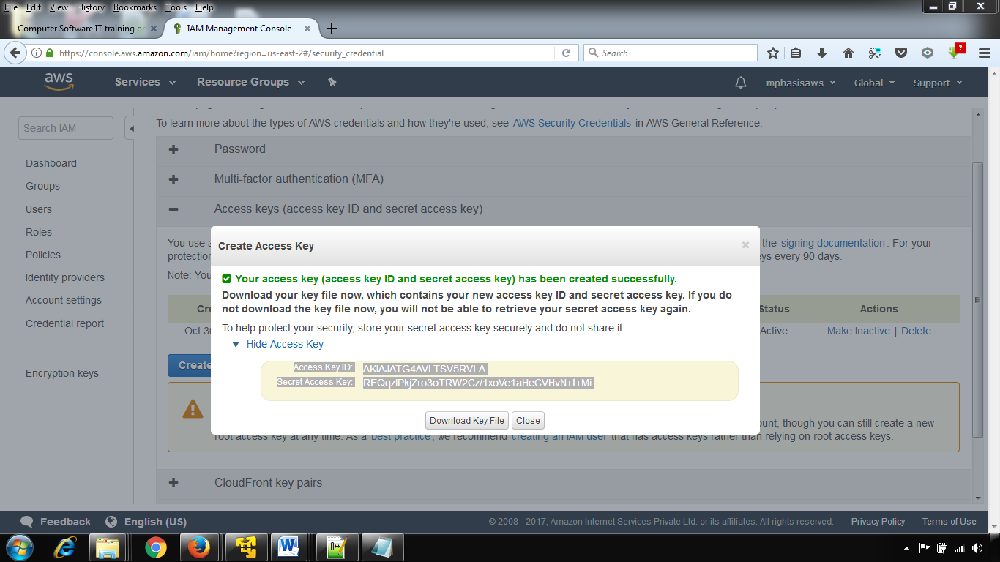 File Edit View History Bookmarks Tools Help
Computer Software IT training on
IAM Management Console
https://console.aws.amazon.com/iam/home?region=us-east-2#/security_credential
Search
aws Services Resource Groups mphasisaws Global Support
Search IAM
Dashboard
Groups
Users
Roles
Policies
Identity providers
Account settings
Credential report
Encryption keys
To learn more about the types of AWS credentials and how they're used, see AWS Security Credentials in AWS General Reference.
Password
Multi-factor authentication (MFA)
Access keys (access key ID and secret access key)
You use a the signing documentation. For your
protection ys every 90 days.
Note: You
Status Actions
Oct 30 Active Make Inactive | Delete
Create
Create Access Key
Your access key (access key ID and secret access key) has been created successfully.
Download your key file now, which contains your new access key ID and secret access key. If you do
not download the key file now, you will not be able to retrieve your secret access key again.
To help protect your security, store your secret access key securely and do not share it.
Hide Access Key
Access Key ID: AKIAJATG4AVLTSV5RVLA
Secret Access Key: RFQqzlPkjZro3oTRW2Cz/1xoVe1aHeCVHvN+t+Mi
Download Key File Close
ount, though you can still create a new
root access key at any time. As a best practice, we recommend creating an IAM user that has access keys rather than relying on root access keys.
CloudFront key pairs
Feedback English (US)
© 2008 - 2017, Amazon Internet Services Private Ltd. or its affiliates. All rights reserved. Privacy Policy Terms of Use